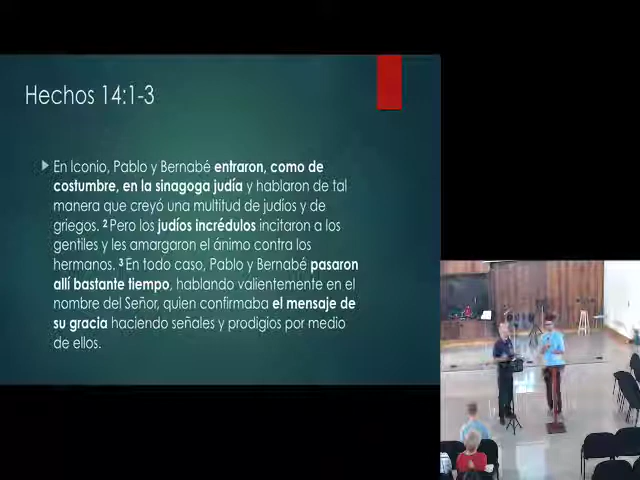 Hechos 14:1-3
En Iconio, Pablo y Bernabé entraron, como de
costumbre, en la sinagoga judía y hablaron de tal
manera que creyó una multitud de judíos y de
griegos. 2 Pero los judíos incrédulos incitaron a los
gentiles y les amargaron el ánimo contra los
hermanos. 3 En todo caso, Pablo y Bernabé pasaron
allí bastante tiempo, hablando valientemente en el
nombre del Señor, quien confirmaba el mensaje de
su gracia haciendo señales y prodigios por medio
de ellos.